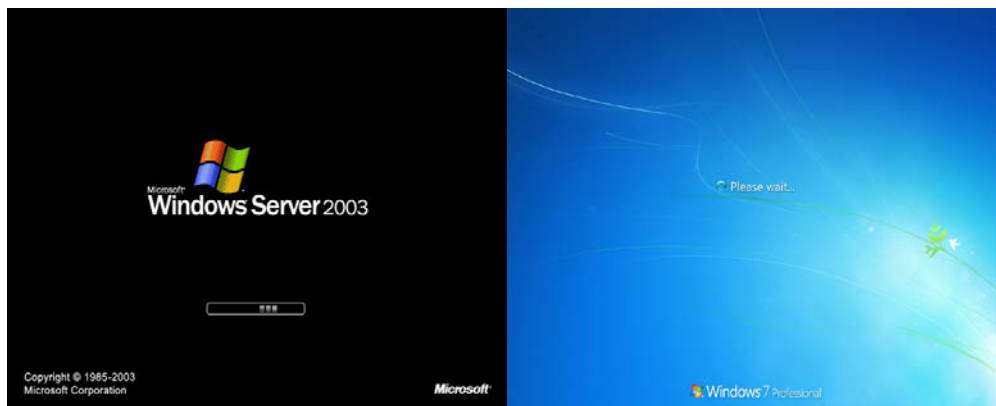 Microsoft®
Windows Server 2003
Copyright © 1985-2003
Microsoft Corporation
Microsoft®
Please wait...
Windows 7 Professional